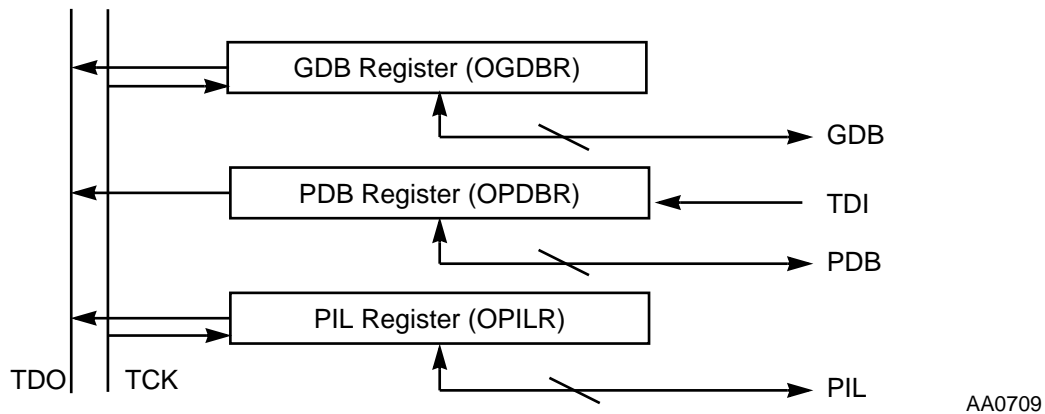 GDB Register (OGDBR)
GDB
PDB Register (OPDBR)
TDI
PDB
PIL Register (OPILR)
TDO
TCK
PIL
AA0709